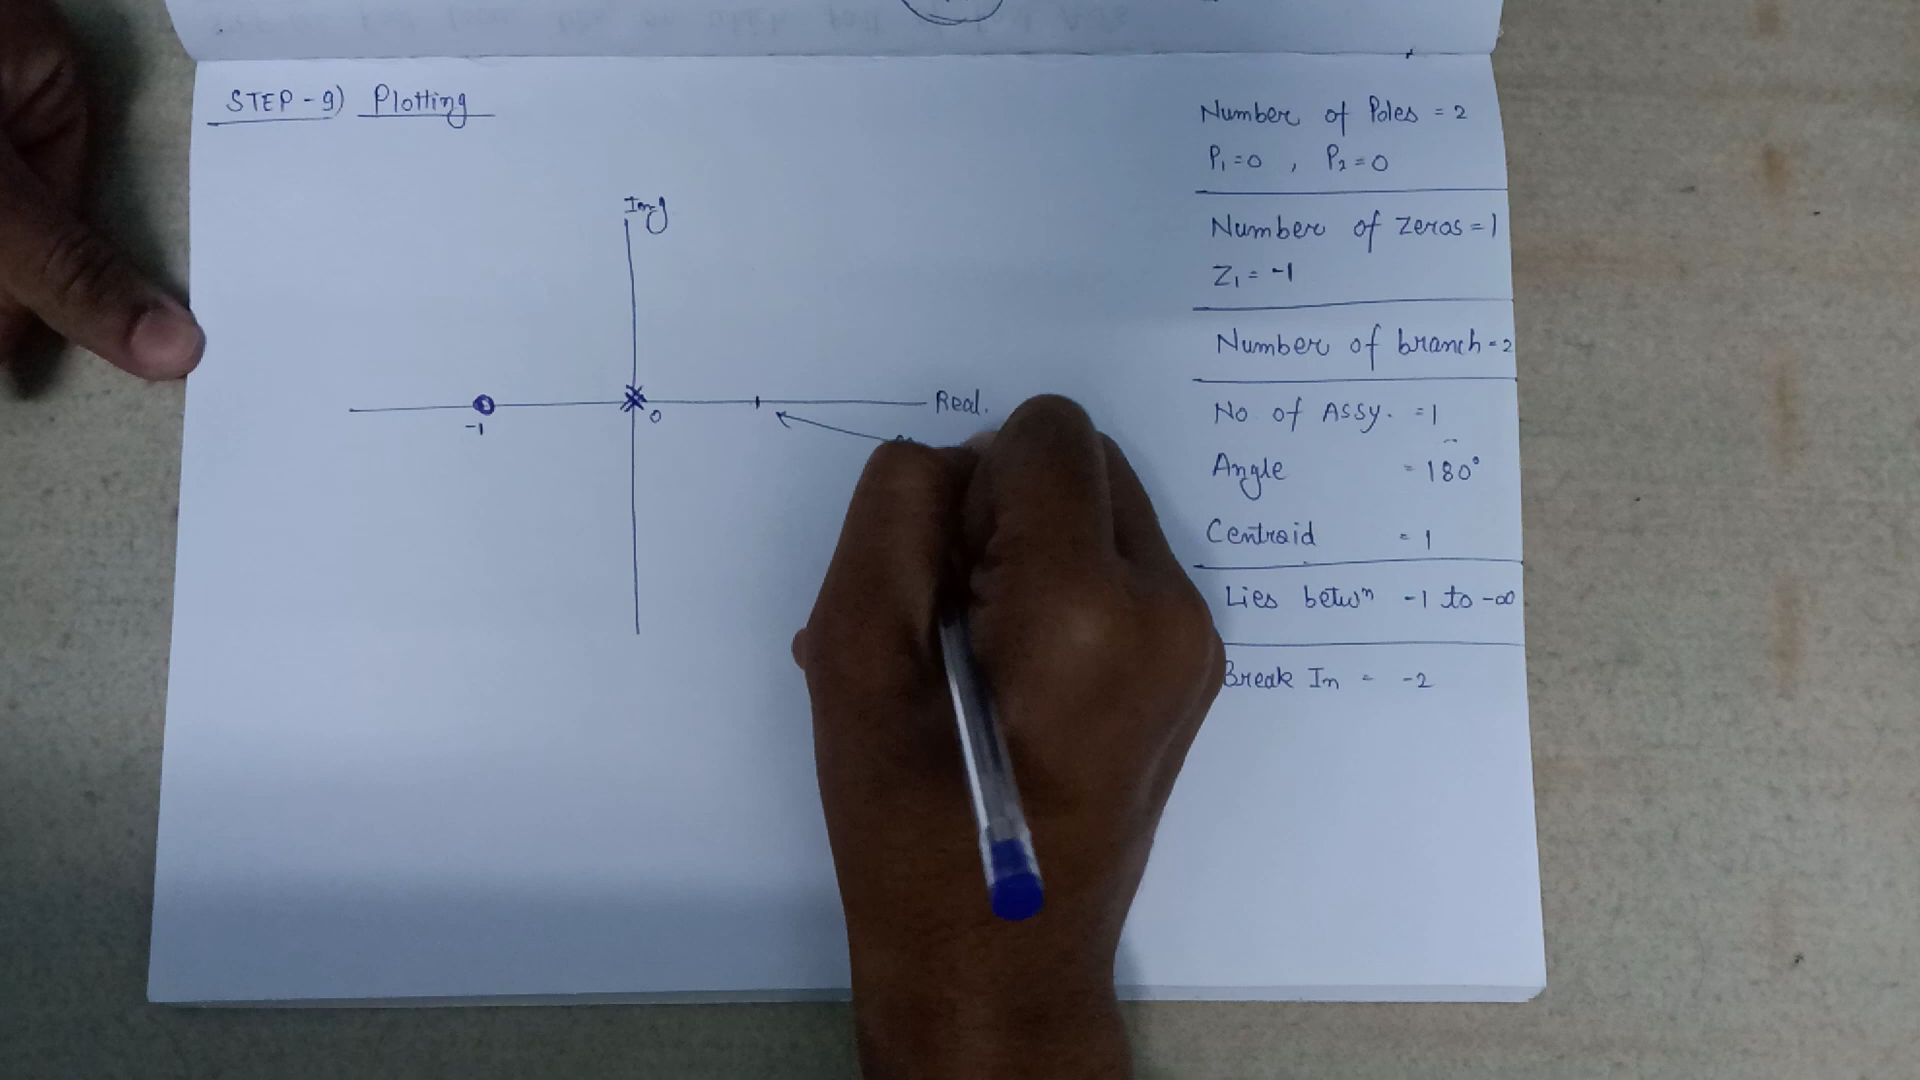 STEP-9) Plotting
Img
-1
0
Real.
Number of Poles = 2
P₁=0 , P₂=0
Number of Zeros=1
Z₁= -1
Number of branch=2
No of Assy. =1
Angle = 180°
Centroid = 1
Lies betwⁿ -1 to -∞
Break In = -2